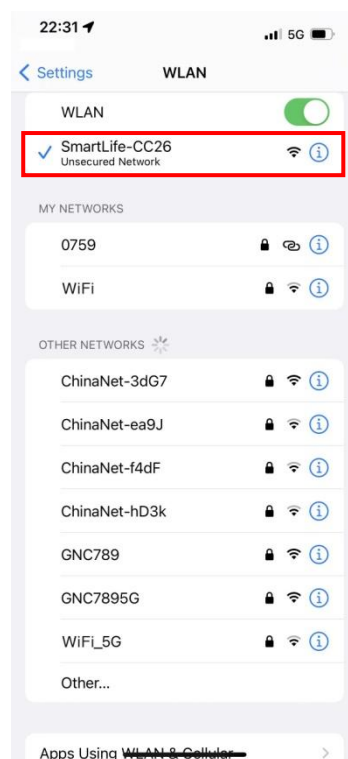 22:31
5G
Settings
WLAN
WLAN
SmartLife-CC26
Unsecured Network
MY NETWORKS
0759
WiFi
OTHER NETWORKS
ChinaNet-3dG7
ChinaNet-ea9J
ChinaNet-f4dF
ChinaNet-hD3k
GNC789
GNC7895G
WiFi_5G
Other...
Apps Using WLAN & Cellular